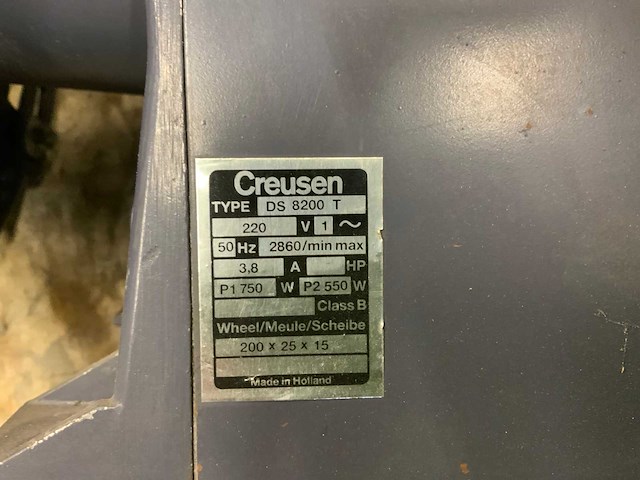 Creusen
TYPE DS 8200 T
220 V 1 ~
50 Hz 2860/min max
3,8 A HP
P1 750 W P2 550 W
Class B
Wheel/Meule/Scheibe
200 x 25 x 15
Made in Holland